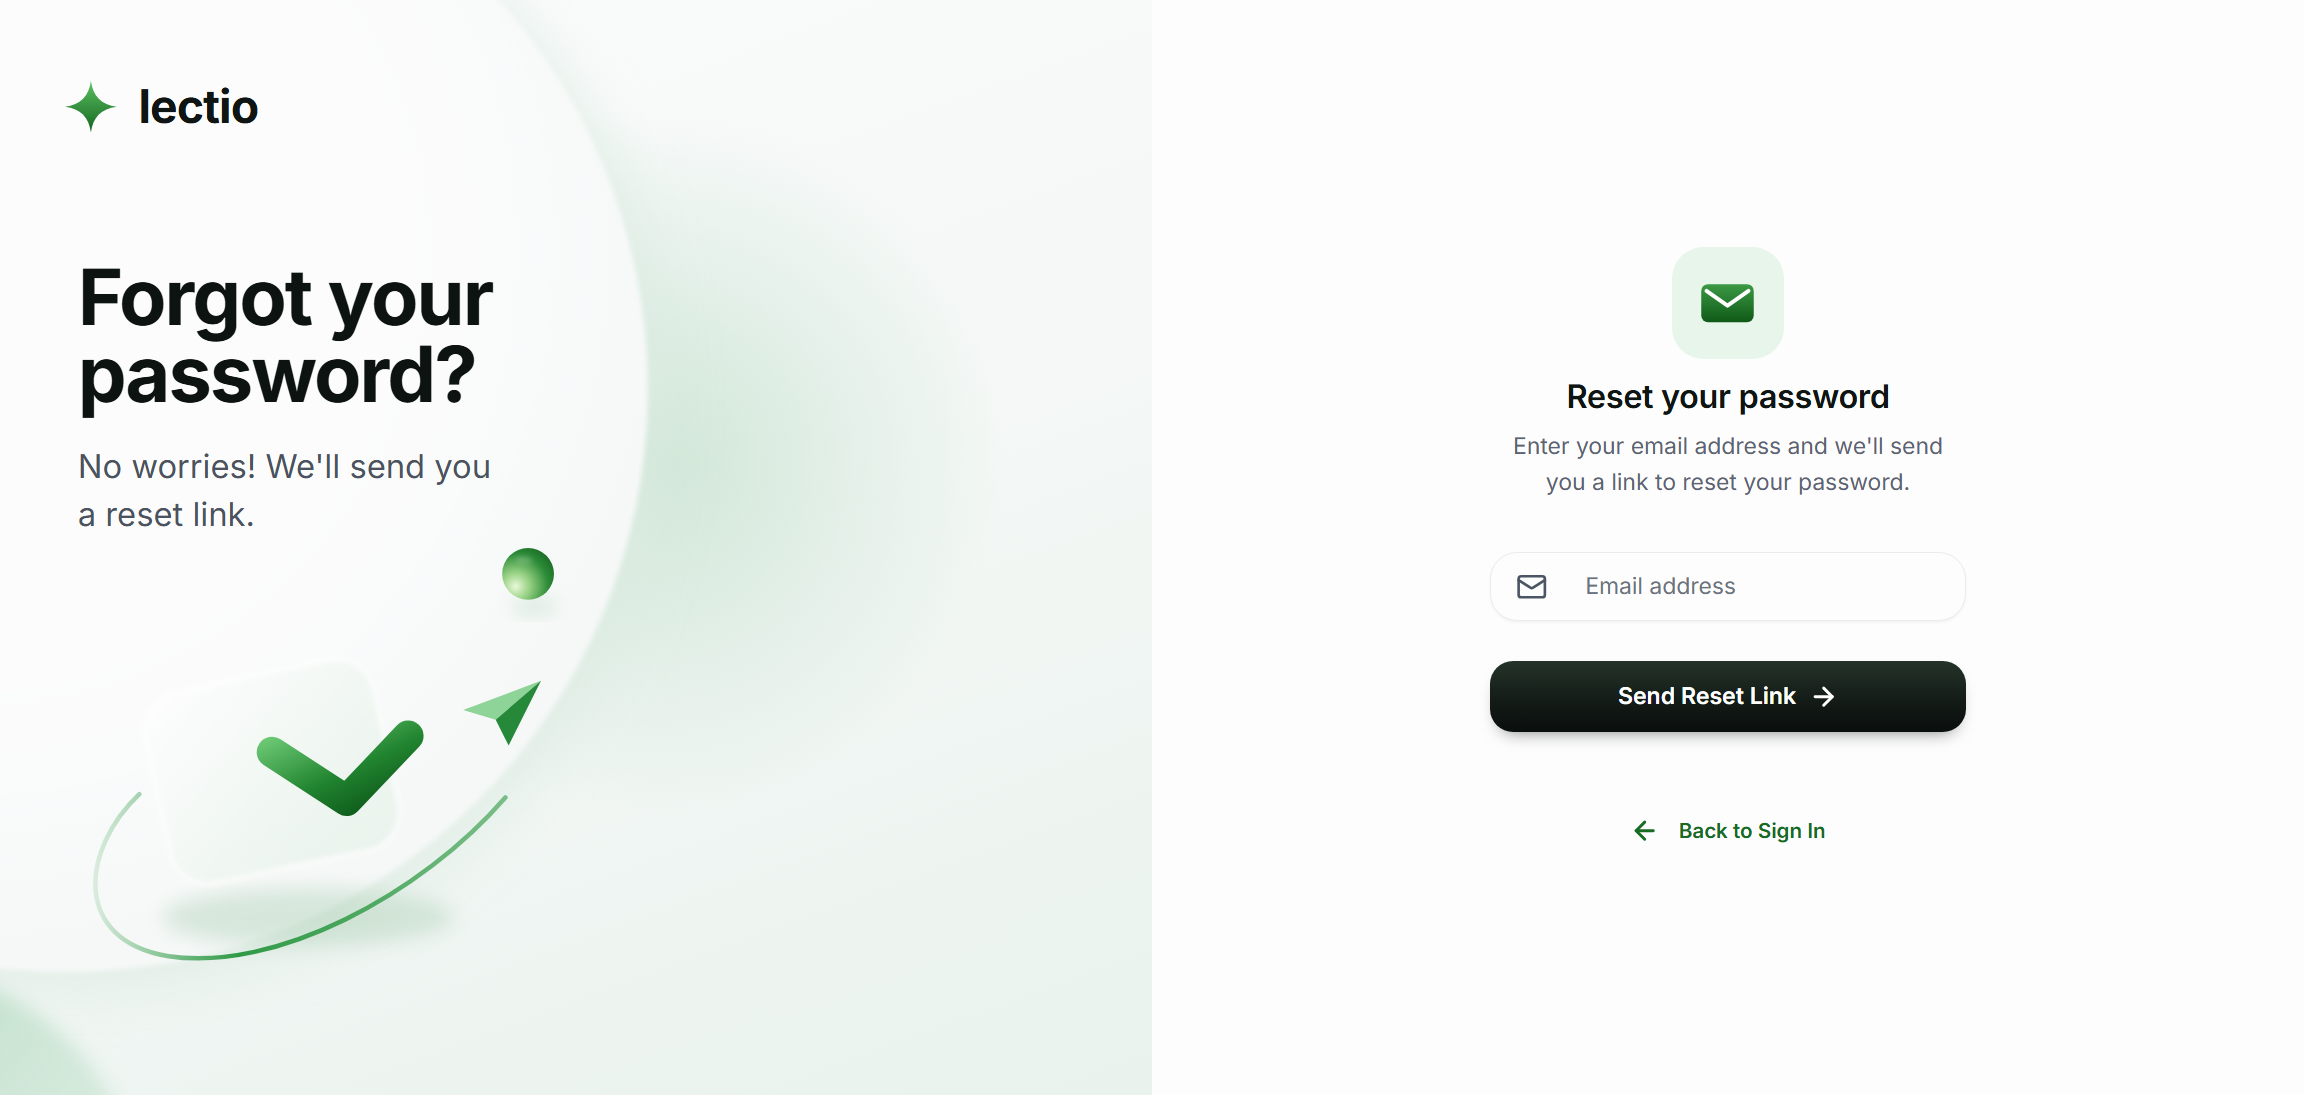 lectio
Forgot your
password?
No worries! We'll send you
a reset link.
Reset your password
Enter your email address and we'll send
you a link to reset your password.
Email address
Send Reset Link
Back to Sign In